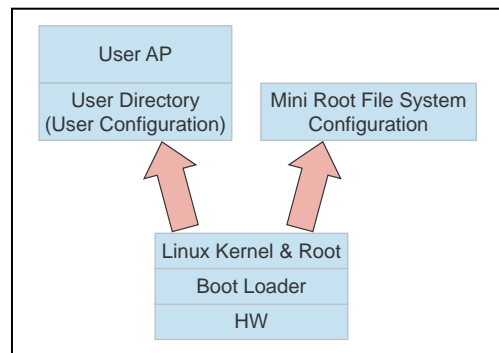 User AP
User Directory
(User Configuration)
Mini Root File System
Configuration
Linux Kernel & Root
Boot Loader
HW